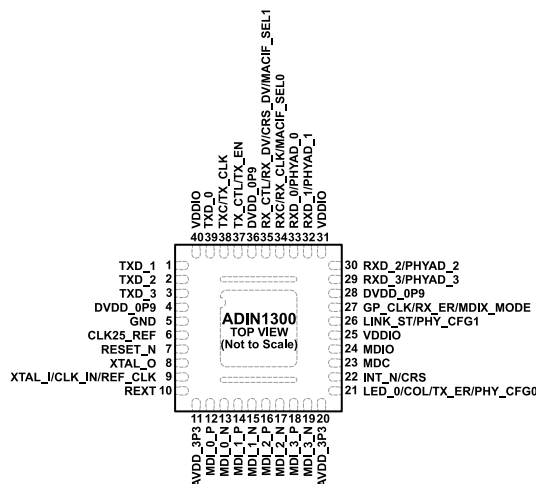 40 VDDIO
39 TXD_0
38 TXC/TX_CLK
37 TX_CTL/TX_EN
36 DVDD_0P9
35 RX_CTL/RX_DV/CRS_DV/MACIF_SEL1
34 RXC/RX_CLK/MACIF_SEL0
33 RXD_0/PHYAD_0
32 RXD_1/PHYAD_1
31 VDDIO
TXD_1 1
TXD_2 2
TXD_3 3
DVDD_0P9 4
GND 5
CLK25_REF 6
RESET_N 7
XTAL_O 8
XTAL_I/CLK_IN/REF_CLK 9
REXT 10
ADIN1300
TOP VIEW
(Not to Scale)
30 RXD_2/PHYAD_2
29 RXD_3/PHYAD_3
28 DVDD_0P9
27 GP_CLK/RX_ER/MDIX_MODE
26 LINK_ST/PHY_CFG1
25 VDDIO
24 MDIO
23 MDC
22 INT_N/CRS
21 LED_0/COL/TX_ER/PHY_CFG0
AVDD_3P3 11
MDI_0_P 12
MDI_0_N 13
MDI_1_P 14
MDI_1_N 15
MDI_2_P 16
MDI_2_N 17
MDI_3_P 18
MDI_3_N 19
AVDD_3P3 20